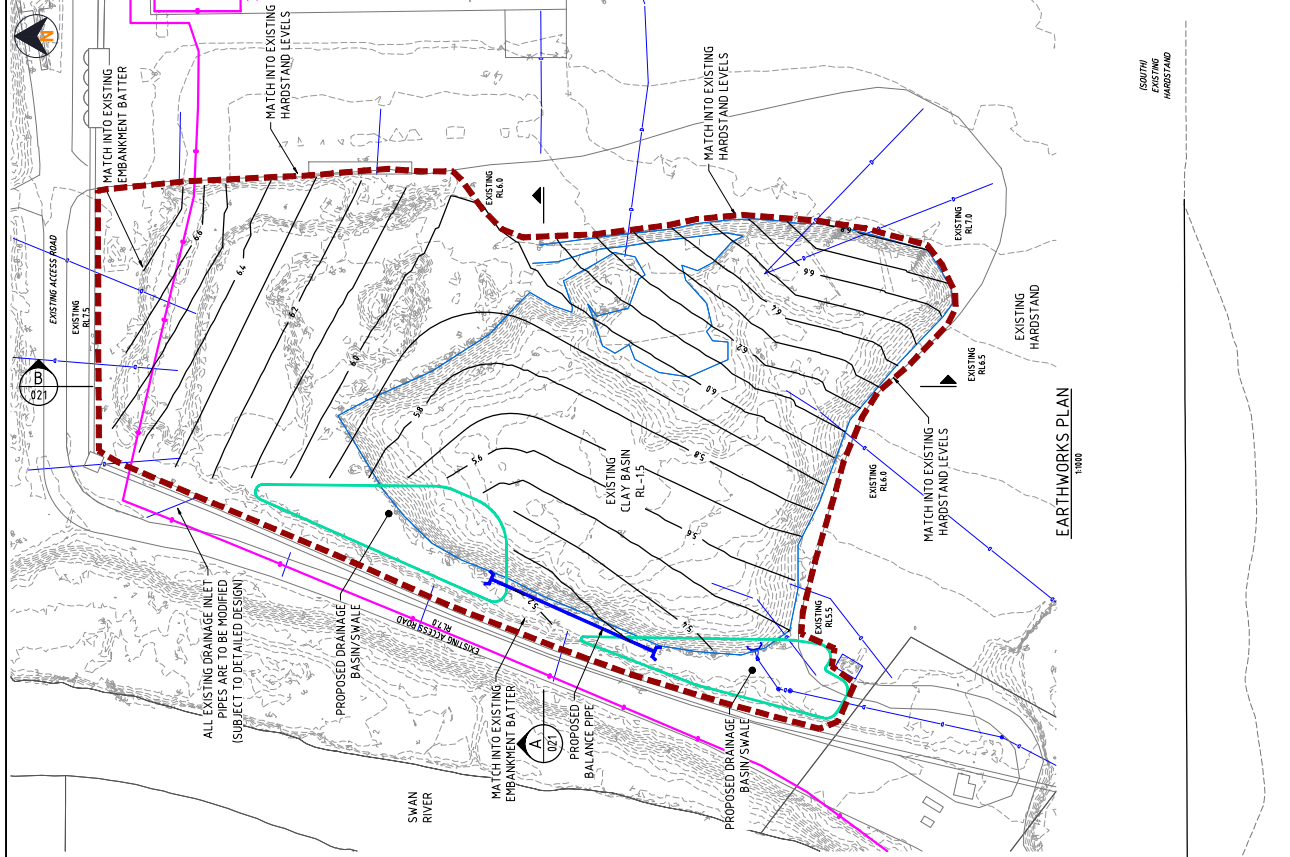 N
MATCH INTO EXISTING
EMBANKMENT BATTER
MATCH INTO EXISTING
HARDSTAND LEVELS
MATCH INTO EXISTING
HARDSTAND LEVELS
(SOUTH)
EXISTING
HARDSTAND
EXISTING ACCESS ROAD
EXISTING
RL7.5
B
021
EXISTING
RL6.0
EXISTING
RL7.0
EXISTING
HARDSTAND
EXISTING
RL6.5
6.6
6.4
6.2
6.0
5.8
5.6
5.2
6.9
6.6
6.4
6.2
6.0
5.8
5.6
5.4
EXISTING
CLAY BASIN
RL-1.5
EXISTING
RL6.0
MATCH INTO EXISTING
HARDSTAND LEVELS
EXISTING
RL5.5
EARTHWORKS PLAN
1:1000
ALL EXISTING DRAINAGE INLET
PIPES ARE TO BE MODIFIED
(SUBJECT TO DETAILED DESIGN)
PROPOSED DRAINAGE
BASIN/SWALE
EXISTING ACCESS ROAD
RL7.0
SWAN
RIVER
MATCH INTO EXISTING
EMBANKMENT BATTER
A
021
PROPOSED
BALANCE PIPE
PROPOSED DRAINAGE
BASIN/SWALE